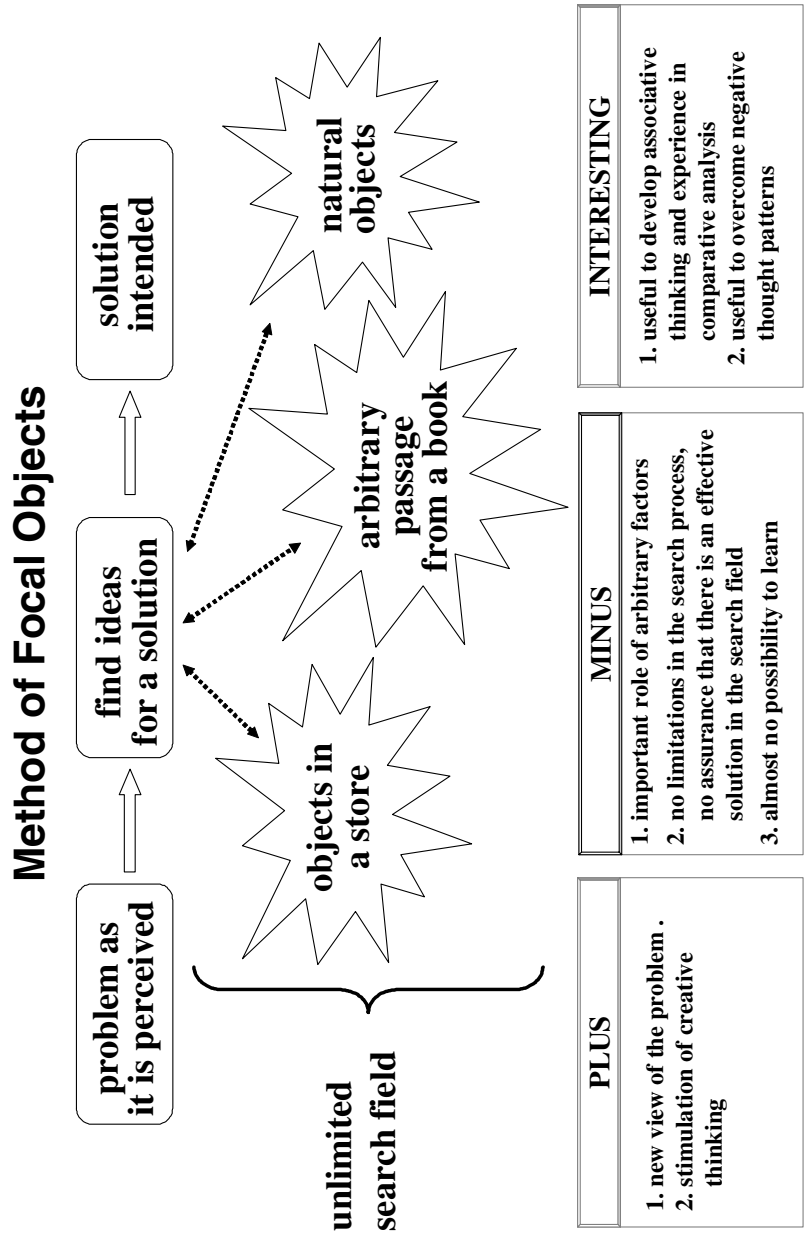 Method of Focal Objects
problem as
it is perceived
find ideas
for a solution
solution
intended
unlimited
search field
objects in
a store
arbitrary
passage
from a book
natural
objects
PLUS
1. new view of the problem .
2. stimulation of creative
thinking
MINUS
1. important role of arbitrary factors
2. no limitations in the search process,
no assurance that there is an effective
solution in the search field
3. almost no possibility to learn
INTERESTING
1. useful to develop associative
thinking and experience in
comparative analysis
2. useful to overcome negative
thought patterns